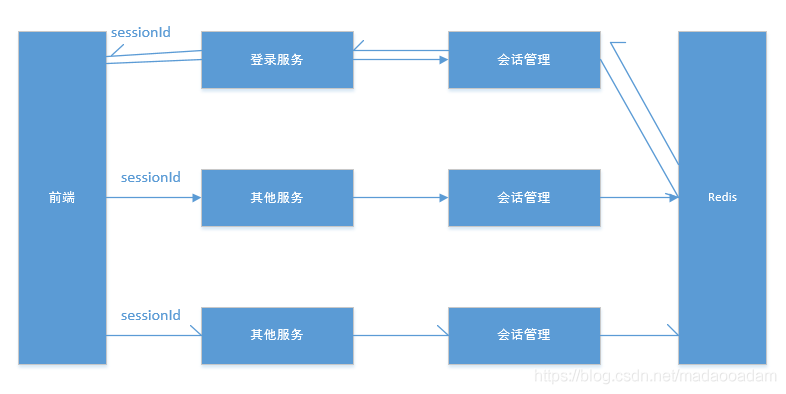 sessionId
登录服务
会话管理
sessionId
前端
其他服务
会话管理
Redis
sessionId
其他服务
会话管理
https://blog.csdn.net/madaooadam